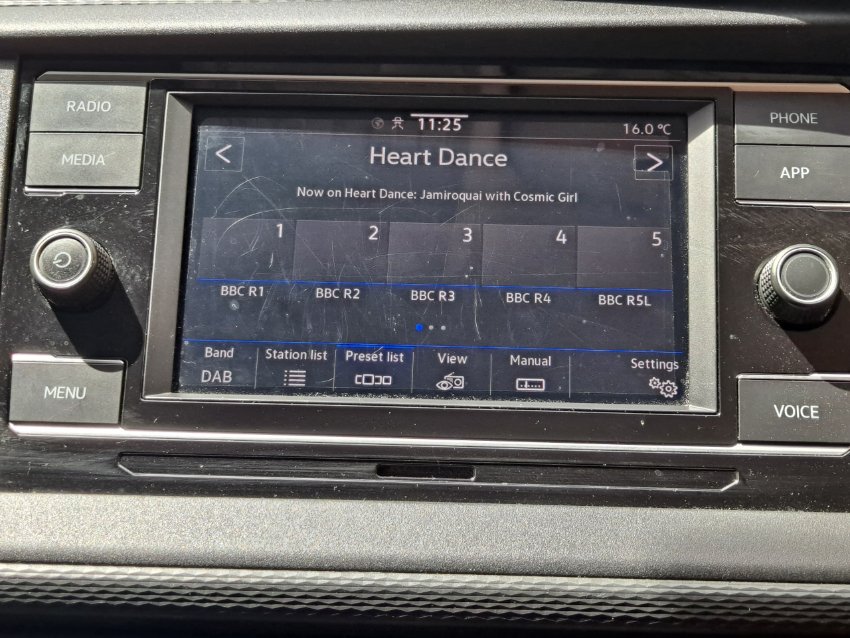 RADIO
MEDIA
MENU
11:25
16.0 °C
<
Heart Dance
>
Now on Heart Dance: Jamiroquai with Cosmic Girl
1 2 3 4 5
BBC R1 BBC R2 BBC R3 BBC R4 BBC R5L
Band Station list Preset list View Manual Settings
DAB
PHONE
APP
VOICE